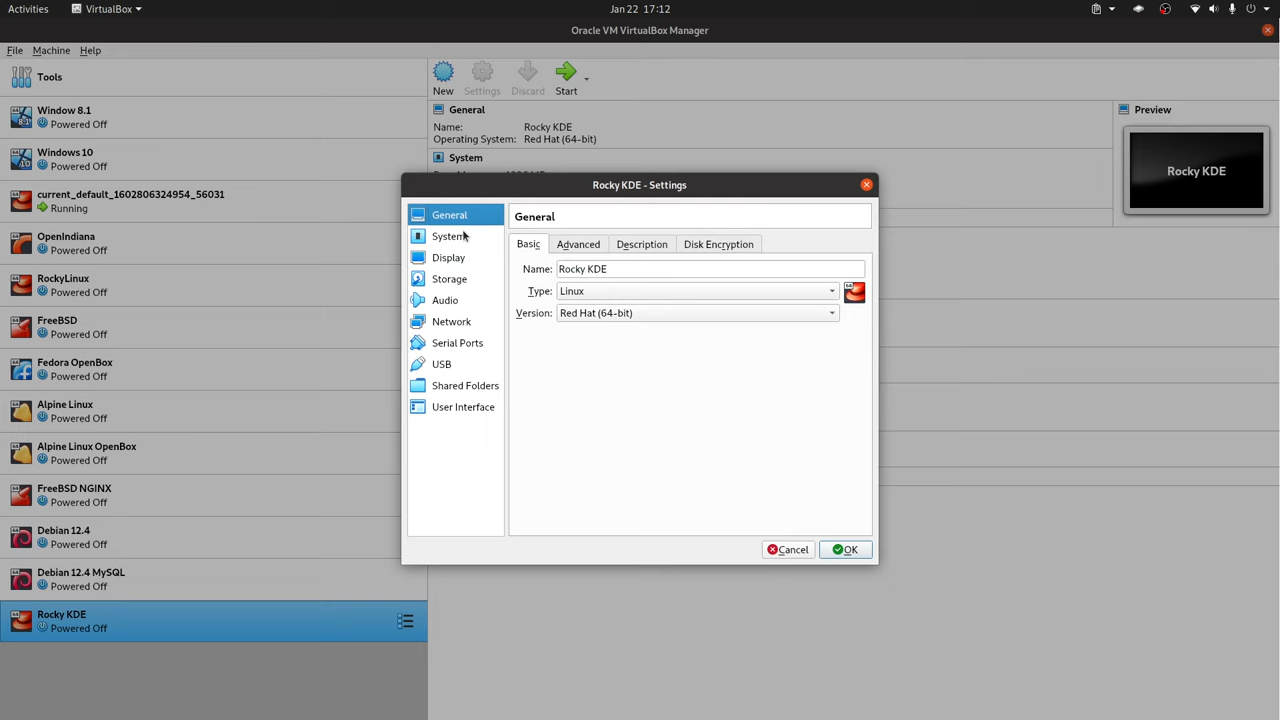 Activities VirtualBox Jan 22 17:12
Oracle VM VirtualBox Manager
File Machine Help
Tools
New Settings Discard Start
Window 8.1
Powered Off
Windows 10
Powered Off
current_default_1602806324954_56031
Running
OpenIndiana
Powered Off
RockyLinux
Powered Off
FreeBSD
Powered Off
Fedora OpenBox
Powered Off
Alpine Linux
Powered Off
Alpine Linux OpenBox
Powered Off
FreeBSD NGINX
Powered Off
Debian 12.4
Powered Off
Debian 12.4 MySQL
Powered Off
Rocky KDE
Powered Off
General
Name: Rocky KDE
Operating System: Red Hat (64-bit)
System
Preview
Rocky KDE
Rocky KDE - Settings
General
System
Display
Storage
Audio
Network
Serial Ports
USB
Shared Folders
User Interface
General
Basic Advanced Description Disk Encryption
Name: Rocky KDE
Type: Linux
Version: Red Hat (64-bit)
Cancel OK